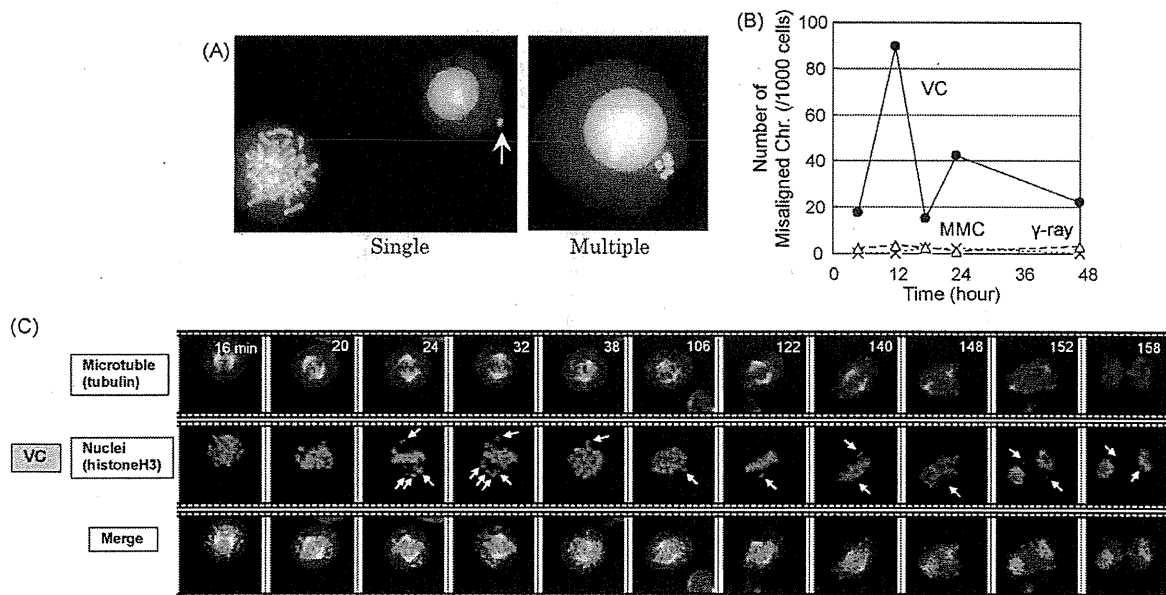 (A)
Single
Multiple
(B)
Number of
Misaligned Chr. (/1000 cells)
100
80
60
40
20
0
VC
MMC
γ-ray
0 12 24 36 48
Time (hour)
(C)
16 min 20 24 32 38 106 122 140 148 152 158
Microtuble
(tubulin)
VC
Nuclei
(histoneH3)
Merge